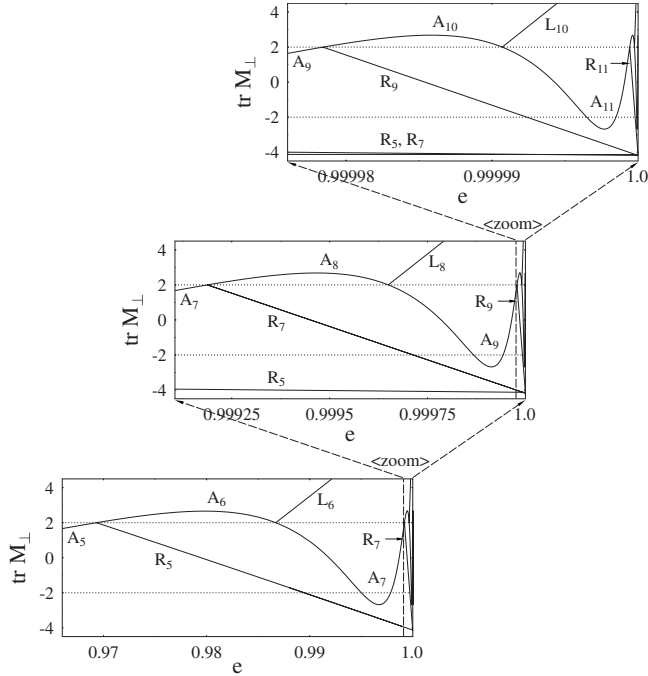 4
2
0
-2
-4
tr M⊥
A₉
A₁₀
L₁₀
R₉
R₁₁
A₁₁
R₅, R₇
0.99998
0.99999
1.0
e
<zoom>
4
2
0
-2
-4
tr M⊥
A₇
A₈
L₈
R₇
R₉
A₉
R₅
0.999925
0.99995
0.999975
1.0
e
<zoom>
4
2
0
-2
-4
tr M⊥
A₅
A₆
L₆
R₅
R₇
A₇
0.97
0.98
0.99
1.0
e